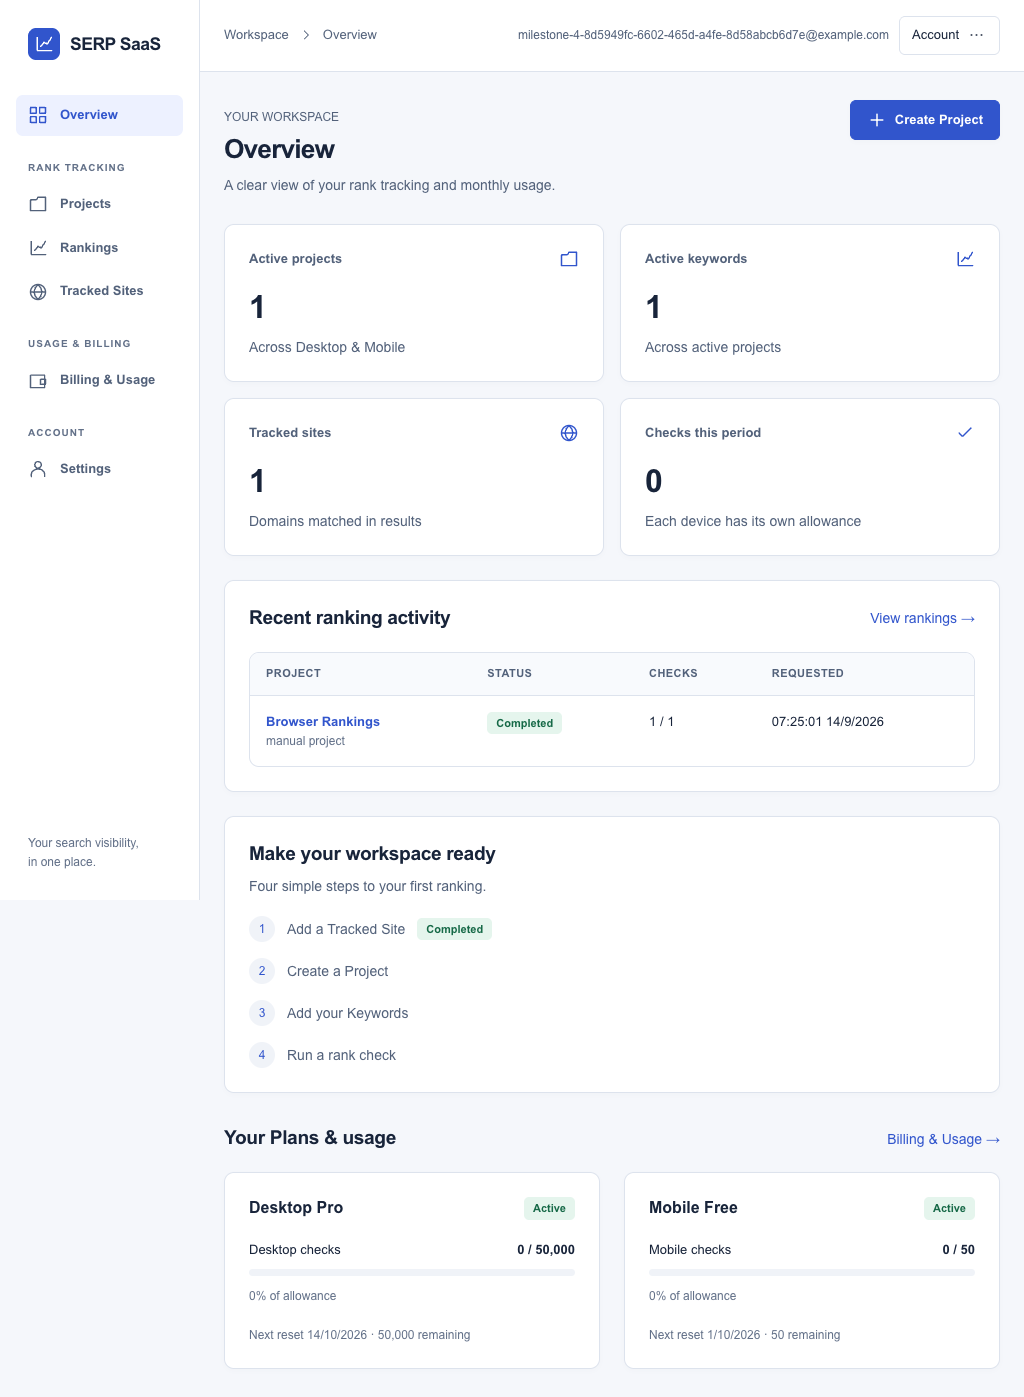 SERP SaaS
Overview
RANK TRACKING
Projects
Rankings
Tracked Sites
USAGE & BILLING
Billing & Usage
ACCOUNT
Settings
Your search visibility,
in one place.
Workspace > Overview
milestone-4-8d5949fc-6602-465d-a4fe-8d58abcb6d7e@example.com
Account ···
YOUR WORKSPACE
Overview
A clear view of your rank tracking and monthly usage.
+ Create Project
Active projects
1
Across Desktop & Mobile
Active keywords
1
Across active projects
Tracked sites
1
Domains matched in results
Checks this period
0
Each device has its own allowance
Recent ranking activity
View rankings →
PROJECT STATUS CHECKS REQUESTED
Browser Rankings Completed 1 / 1 07:25:01 14/9/2026
manual project
Make your workspace ready
Four simple steps to your first ranking.
1 Add a Tracked Site Completed
2 Create a Project
3 Add your Keywords
4 Run a rank check
Your Plans & usage
Billing & Usage →
Desktop Pro Active
Desktop checks 0 / 50,000
0% of allowance
Next reset 14/10/2026 · 50,000 remaining
Mobile Free Active
Mobile checks 0 / 50
0% of allowance
Next reset 1/10/2026 · 50 remaining